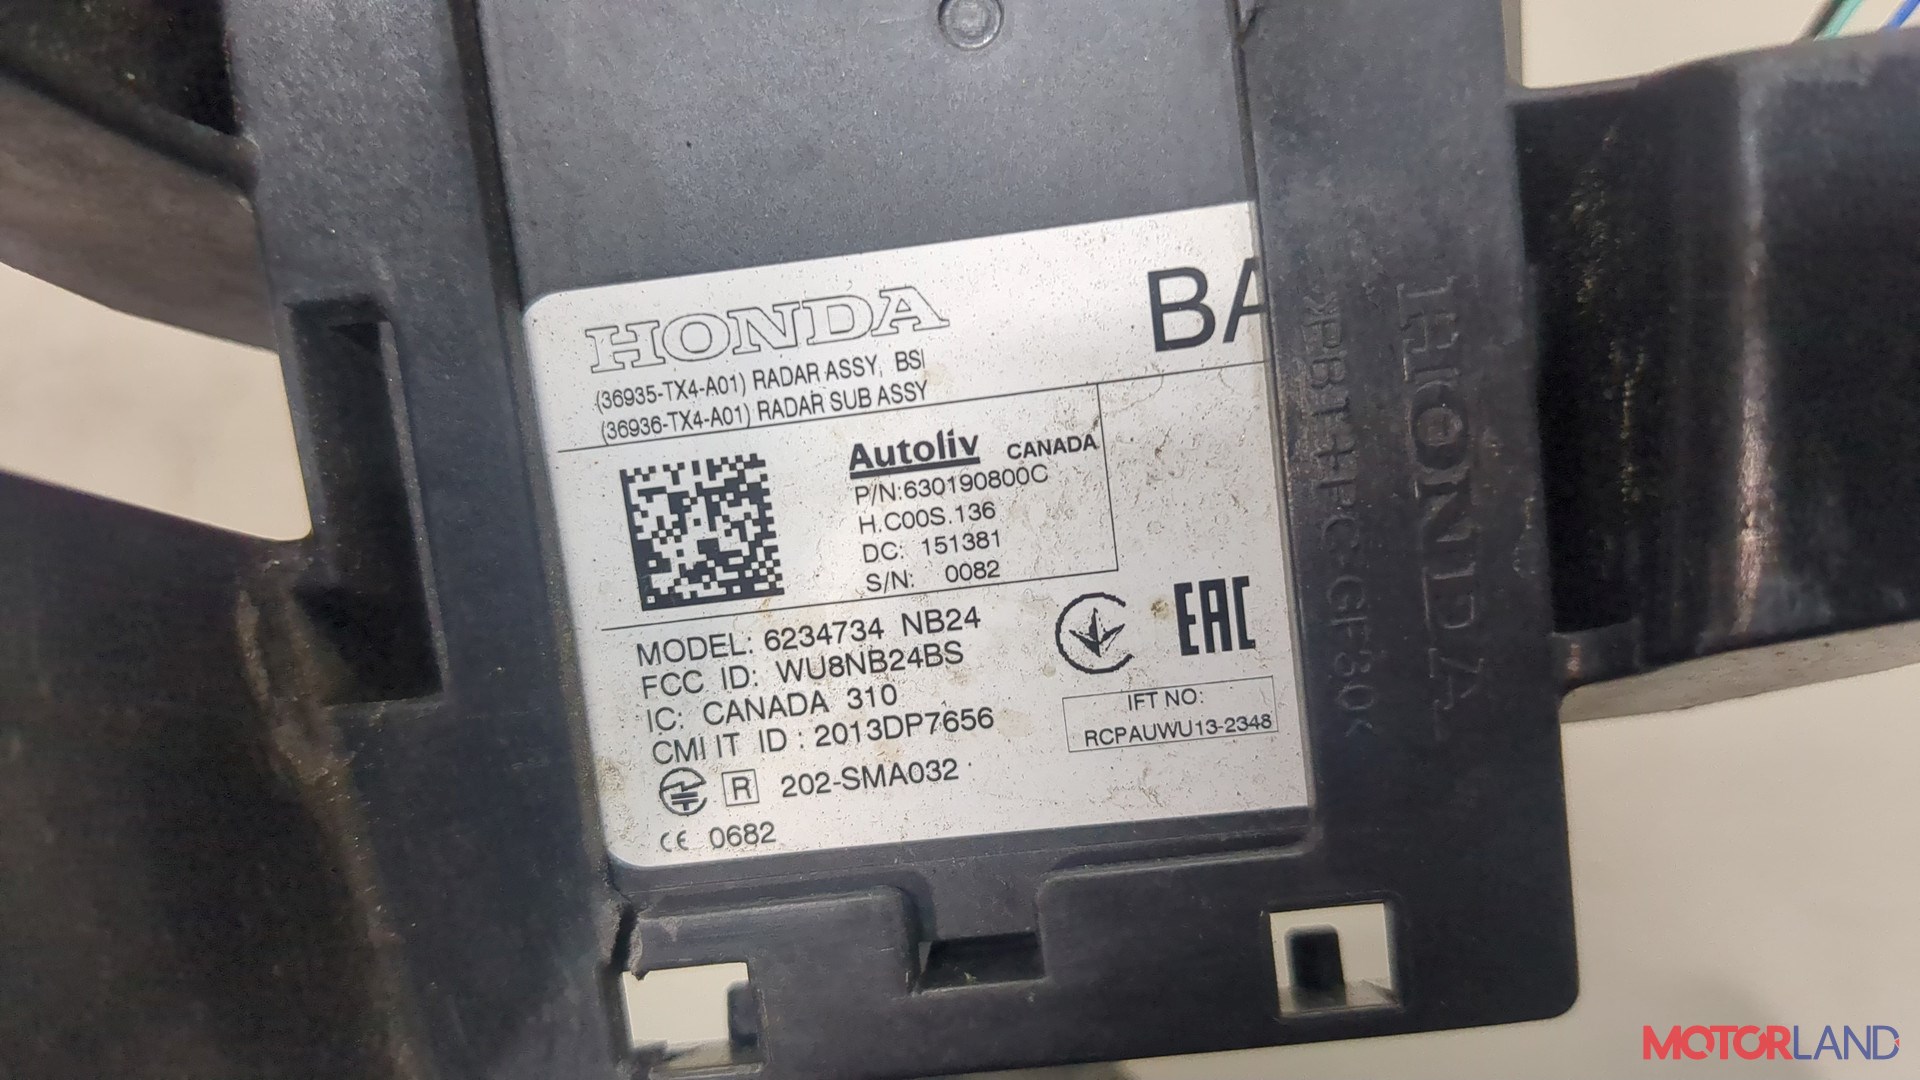 HONDA
BA
(36935-TX4-A01) RADAR ASSY, BSI
(36936-TX4-A01) RADAR SUB ASSY
Autoliv CANADA
P/N:630190800C
H.C00S.136
DC: 151381
S/N: 0082
MODEL: 6234734 NB24
FCC ID: WU8NB24BS
IC: CANADA 310
CMIIT ID : 2013DP7656
EAC
IFT NO:
RCPAUWU13-2348
R 202-SMA032
CE 0682
HONDA
MOTORLAND